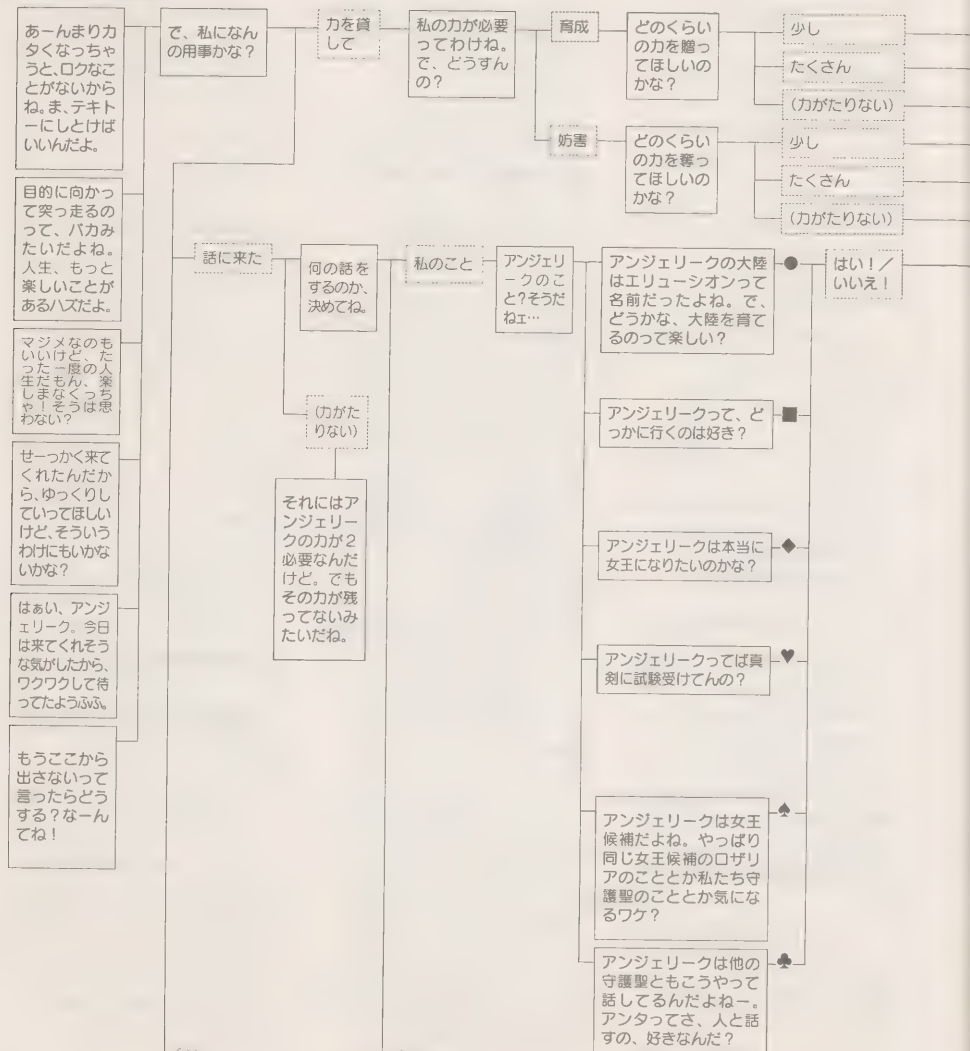 あーんまりカ
タくなっちゃ
うと、ロクなこ
とがないから
ね。ま、テキト
ーにしとけば
いいんだよ。
目的に向かっ
て突っ走るの
って、バカみ
たいだよね。
人生、もっと
楽しいことが
あるハズだよ。
マジメなのも
いいけど、たっ
た一度の人
生だもん、楽
しまなくっち
ゃ！そうは思
わない？
せーっかく来て
くれたんだか
ら、ゆっくりし
ていってほしい
けど、そういう
わけにもいかな
いかな？
はぁい、アンジ
ェリーク。今日
は来てくれそう
な気がしたから、
ワクワクして待
ってたようふふ。
もうここから
出さないって
言ったらどう
する？なーん
てね！
で、私になん
の用事かな？
力を貸
して
私の力が必要
ってわけね。
で、どうすん
の？
育成
どのくらい
の力を贈っ
てほしいの
かな？
少し
たくさん
（力がたりない）
妨害
どのくらい
の力を奪っ
てほしいの
かな？
少し
たくさん
（力がたりない）
話に来た
何の話を
するのか、
決めてね。
（力がた
りない）
それにはア
ンジェリー
クの力が2
必要なんだ
けど。でも
その力が残
ってないみ
たいだね。
私のこと
アンジェリ
ークのこ
と？そうだ
ねェ…
アンジェリークの大陸
はエリューシオンって
名前だったよね。で、
どうかな、大陸を育て
るのって楽しい？
●
はい！／
いいえ！
アンジェリークって、ど
っかに行くのは好き？
■
アンジェリークは本当に
女王になりたいのかな？
◆
アンジェリークってば真
剣に試験受けてんの？
♥
アンジェリークは女王
候補だよね。やっぱり
同じ女王候補のロザリ
アのこととか私たち守
護聖のこととか気にな
るワケ？
♠
アンジェリークは他の
守護聖ともこうやって
話してるんだよねー。
アンタってさ、人と話
すの、好きなんだ？
♣